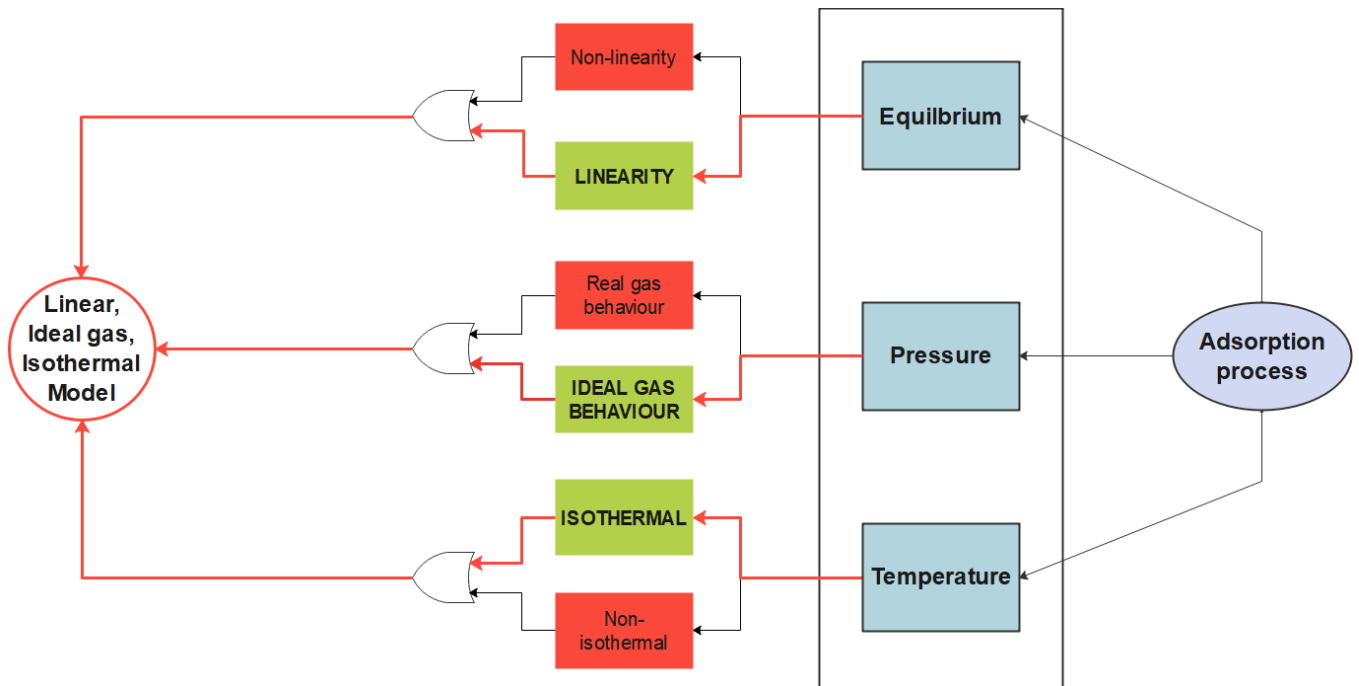 Non-linearity
LINEARITY
Equilbrium
Linear,
Ideal gas,
Isothermal
Model
Real gas
behaviour
IDEAL GAS
BEHAVIOUR
Pressure
Adsorption
process
ISOTHERMAL
Non-
isothermal
Temperature